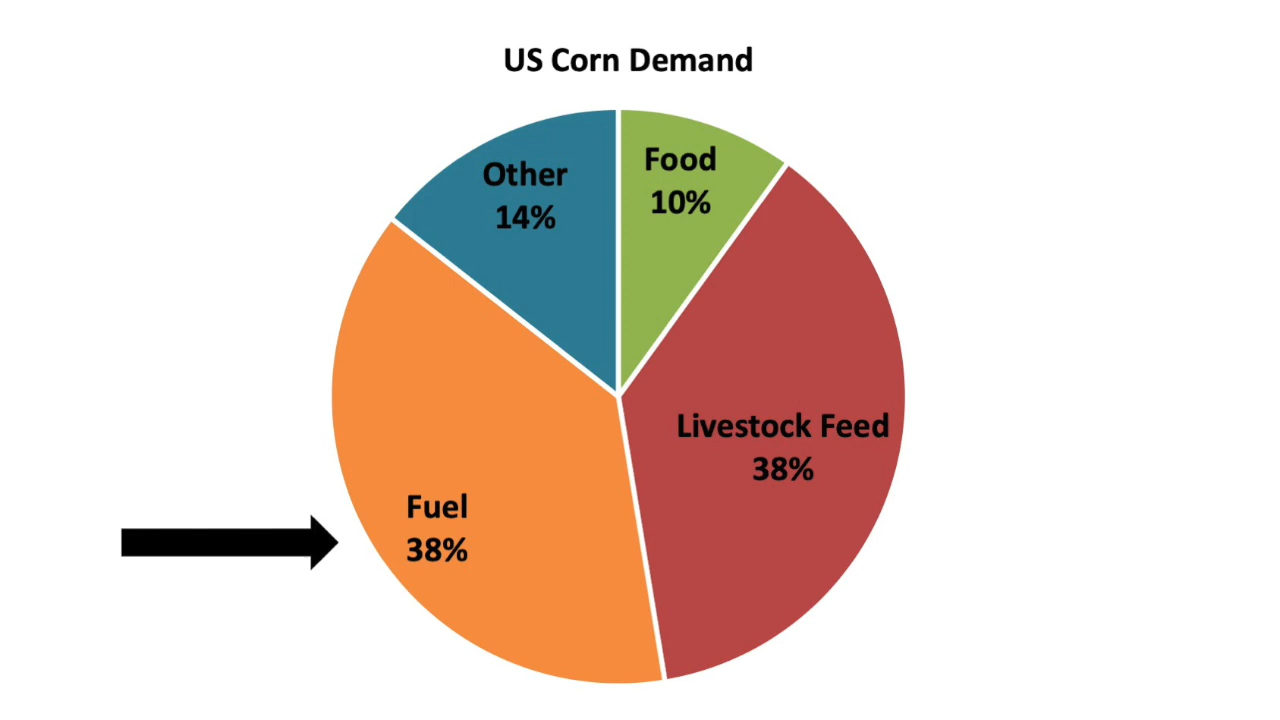 US Corn Demand
Other
14%
Food
10%
Livestock Feed
38%
Fuel
38%